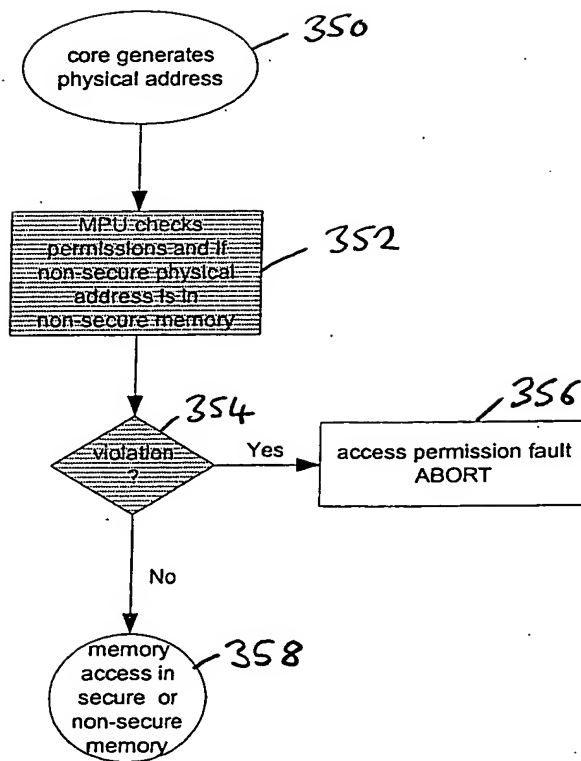 core generates
physical address
350
MPU checks
permissions and if
non-secure physical
address is in
non-secure memory
352
violation
?
354
Yes
access permission fault
ABORT
356
No
memory
access in
secure or
non-secure
memory
358